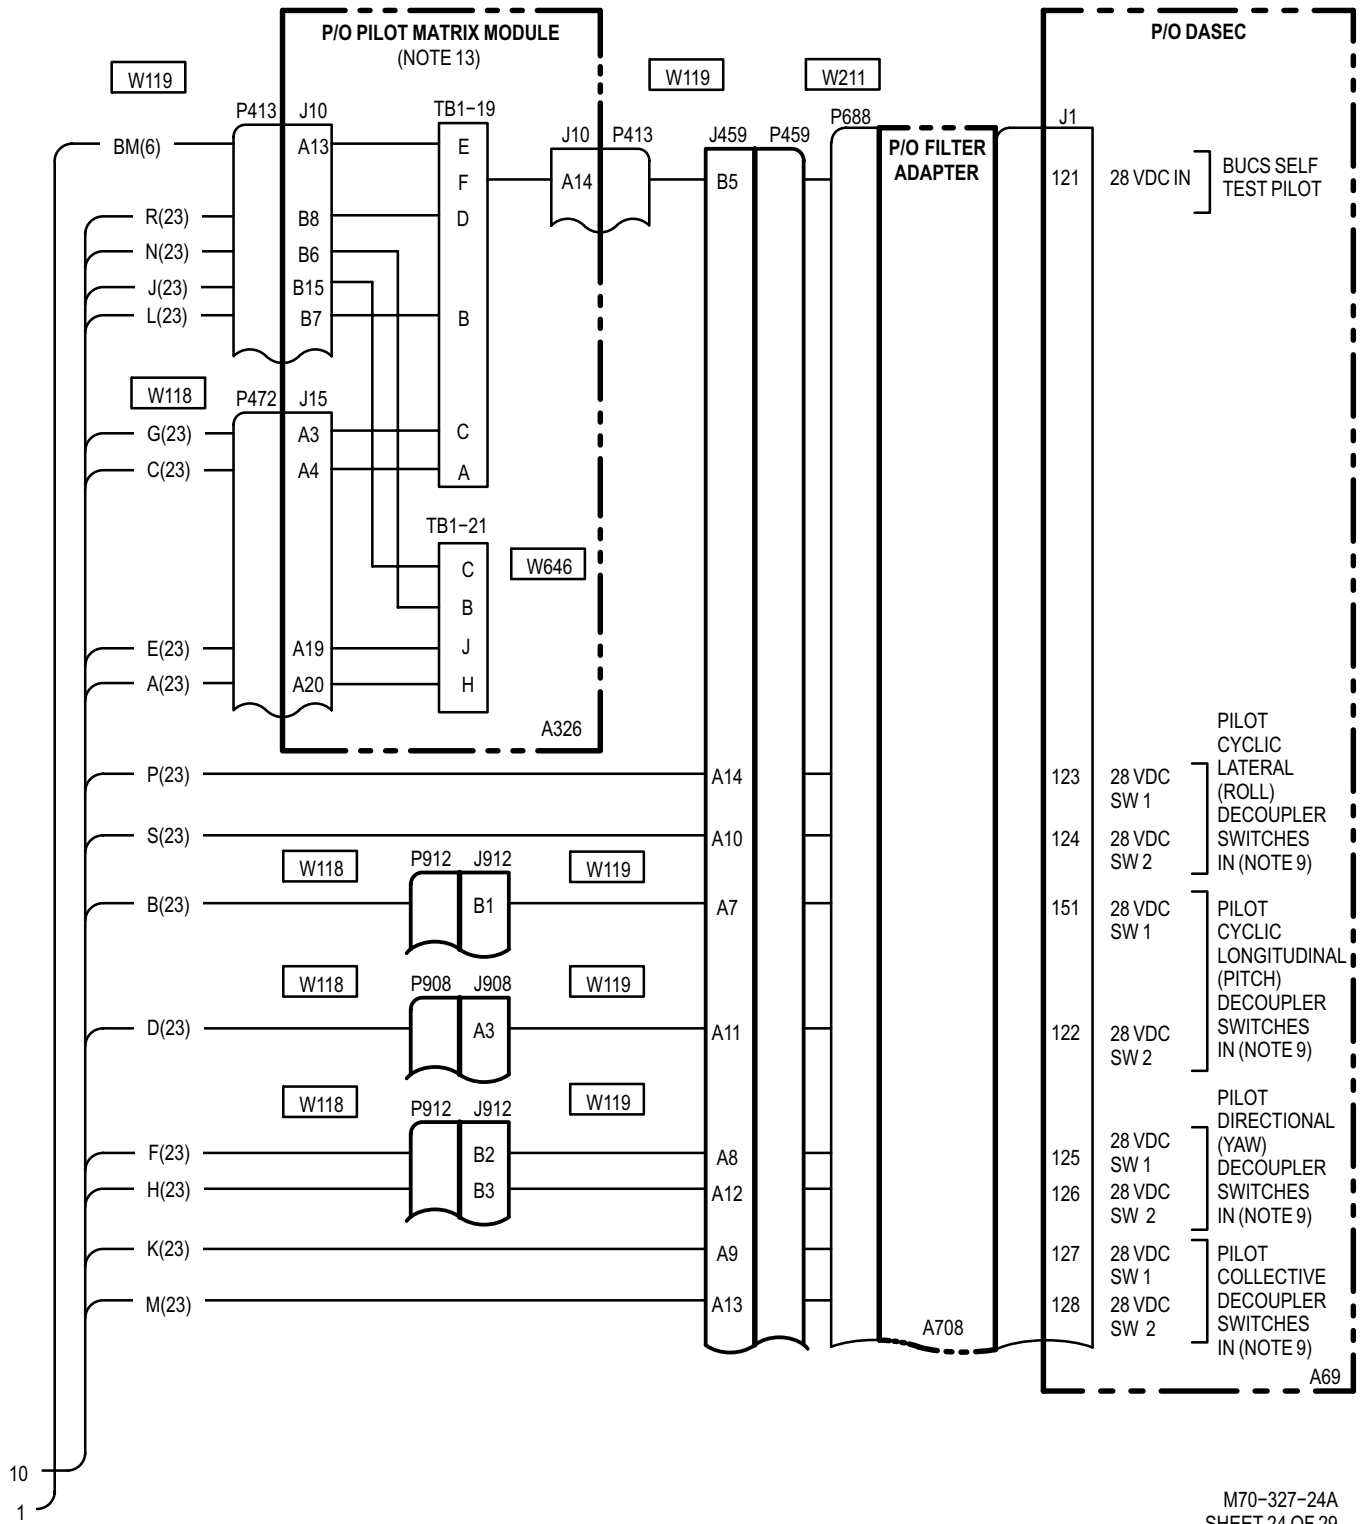 P/O PILOT MATRIX MODULE
(NOTE 13)
P/O DASEC
W119
W119
W211
P413 J10
TB1−19
J10 P413
J459 P459
P688
J1
P/O FILTER
ADAPTER
BM(6)
A13
E
F
A14
B5
121
28 VDC IN
BUCS SELF
TEST PILOT
R(23)
B8
D
N(23)
B6
J(23)
B15
L(23)
B7
B
W118
P472 J15
G(23)
A3
C
C(23)
A4
A
TB1−21
W646
C
B
E(23)
A19
J
A(23)
A20
H
A326
P(23)
A14
123
28 VDC
SW 1
S(23)
A10
124
28 VDC
SW 2
PILOT
CYCLIC
LATERAL
(ROLL)
DECOUPLER
SWITCHES
IN (NOTE 9)
W118
P912 J912
W119
B(23)
B1
A7
151
28 VDC
SW 1
W118
P908 J908
W119
D(23)
A3
A11
122
28 VDC
SW 2
PILOT
CYCLIC
LONGITUDINAL
(PITCH)
DECOUPLER
SWITCHES
IN (NOTE 9)
W118
P912 J912
W119
F(23)
B2
A8
125
28 VDC
SW 1
H(23)
B3
A12
126
28 VDC
SW 2
PILOT
DIRECTIONAL
(YAW)
DECOUPLER
SWITCHES
IN (NOTE 9)
K(23)
A9
127
28 VDC
SW 1
M(23)
A13
128
28 VDC
SW 2
PILOT
COLLECTIVE
DECOUPLER
SWITCHES
IN (NOTE 9)
A708
A69
10
1
M70−327−24A
SHEET 24 OF 29